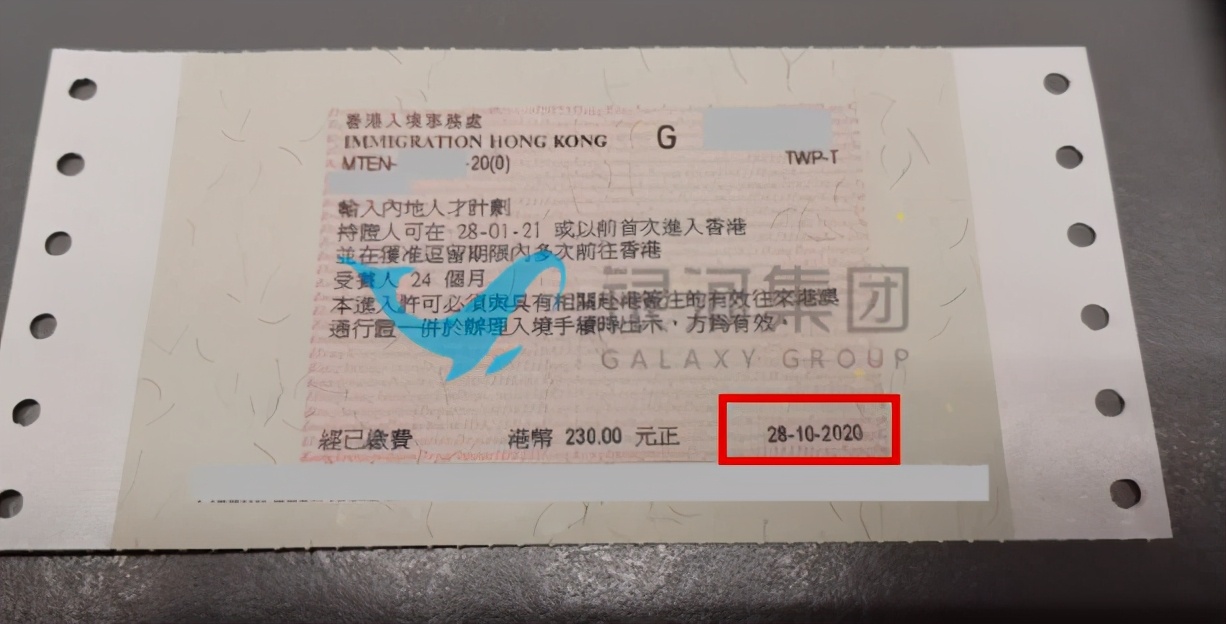 香港入境事務處
IMMIGRATION HONG KONG
G
MTEN-
-20(0)
TWP-T
輸入內地人才計劃
持證人可在 28-01-21 或以前首次進入香港
並在獲准逗留期限內多次前往香港
受養人 24 個月
本進入許可必須與具有相關赴港簽注的有效往來港澳
通行證一併於辦理入境手續時出示，方為有效.
银河集团
GALAXY GROUP
經已繳費
港幣 230.00 元正
28-10-2020